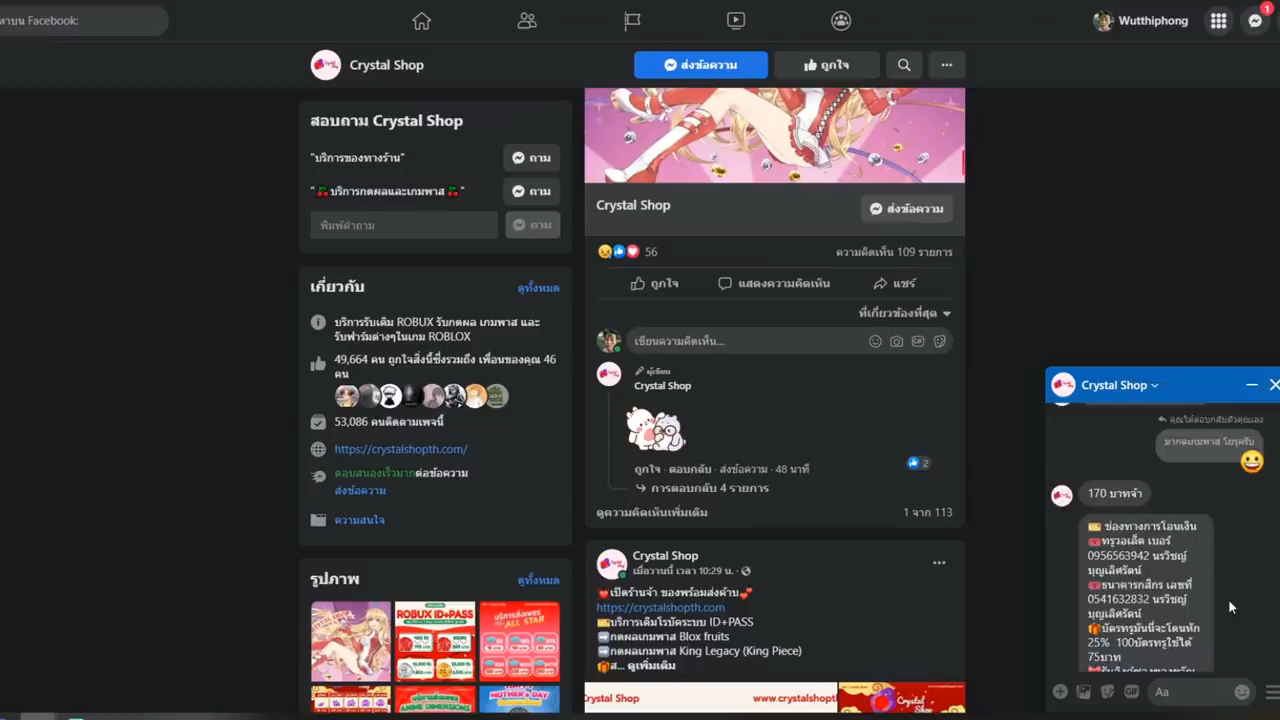 หาบน Facebook:
Wutthiphong
1
Crystal Shop
ส่งข้อความ
ถูกใจ
สอบถาม Crystal Shop
"บริการของทางร้าน"
ถาม
"🍒บริการกดผลและเกมพาส 🍒"
ถาม
พิมพ์คำถาม
ถาม
เกี่ยวกับ
ดูทั้งหมด
บริการรับเติม ROBUX รับกดผล เกมพาส และ
รับฟาร์มต่างๆในเกม ROBLOX
49,664 คน ถูกใจสิ่งนี้ซึ่งรวมถึง เพื่อนของคุณ 46
คน
53,086 คนติดตามเพจนี้
https://crystalshopth.com/
ตอบสนองเร็วมากต่อข้อความ
ส่งข้อความ
ความสนใจ
รูปภาพ
ดูทั้งหมด
ROBUX ID+PASS
บริการส่งเพชร
ALL STAR
ANIME DIMENSIONS
MOTHER'S DAY
Crystal Shop
ส่งข้อความ
56
ความคิดเห็น 109 รายการ
ถูกใจ
แสดงความคิดเห็น
แชร์
ที่เกี่ยวข้องที่สุด
เขียนความคิดเห็น...
ผู้เขียน
Crystal Shop
ถูกใจ · ตอบกลับ · ส่งข้อความ · 48 นาที
2
การตอบกลับ 4 รายการ
ดูความคิดเห็นเพิ่มเติม
1 จาก 113
Crystal Shop
เมื่อวานนี้ เวลา 10:29 น. ·
❤️เปิดร้านจ้า ของพร้อมส่งค้าบ💕
https://crystalshopth.com
🎫บริการเติมโรบัคระบบ ID+PASS
➡️กดผลเกมพาส Blox fruits
➡️กดผลเกมพาส King Legacy (King Piece)
🎁ส... ดูเพิ่มเติม
Crystal Shop
www.crystalshopt
Crystal Shop
คุณได้ตอบกลับตัวคุณเอง
มากดเกมพาส โยรุครับ
170 บาทจ้า
🎫 ช่องทางการโอนเงิน
ทรูวอเล็ต เบอร์
0956563942 นรวิชญ์
บุญเลิศรัตน์
ธนาคารกสิกร เลขที่
0541632832 นรวิชญ์
บุญเลิศรัตน์
🎁บัตรทรูมันนี่จะโดนหัก
25% 100บัตรทรูใช้ได้
75บาท
Aa